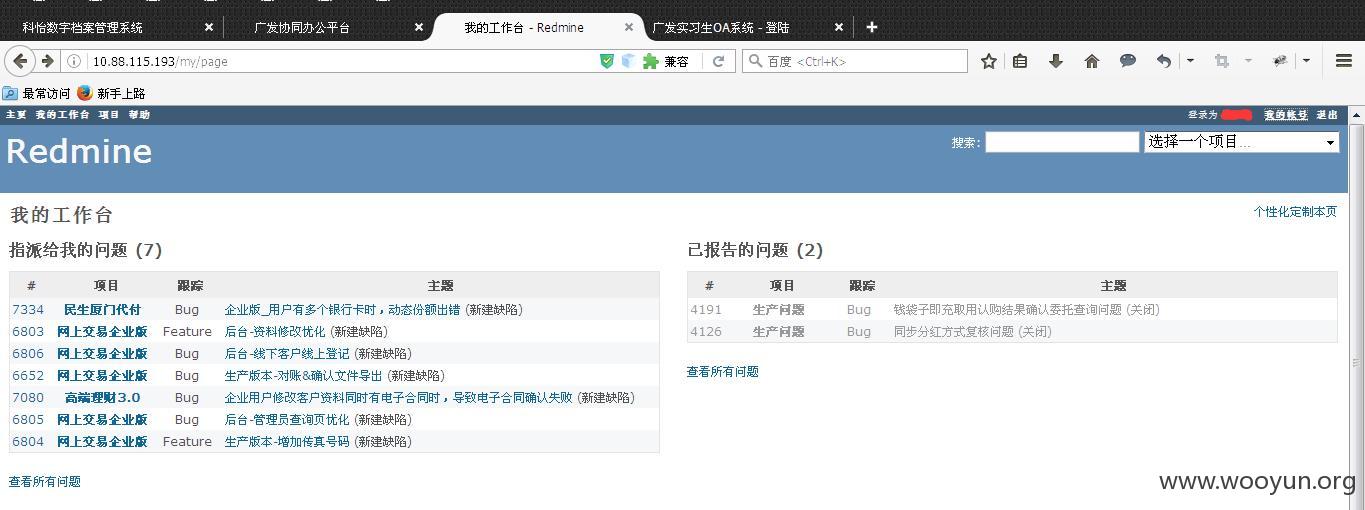 科怡数字档案管理系统 广发协同办公平台 我的工作台 - Redmine 广发实习生OA系统 - 登陆
10.88.115.193/my/page 兼容 百度 <Ctrl+K>
最常访问 新手上路
主页 我的工作台 项目 帮助 登录为 我的帐号 退出
Redmine 搜索: 选择一个项目...
我的工作台 个性化定制本页
指派给我的问题 (7)
# 项目 跟踪 主题
7334 民生厦门代付 Bug 企业版_用户有多个银行卡时，动态份额出错 (新建缺陷)
6803 网上交易企业版 Feature 后台-资料修改优化 (新建缺陷)
6806 网上交易企业版 Bug 后台-线下客户线上登记 (新建缺陷)
6652 网上交易企业版 Bug 生产版本-对账&确认文件导出 (新建缺陷)
7080 高端理财3.0 Bug 企业用户修改客户资料同时有电子合同时，导致电子合同确认失败 (新建缺陷)
6805 网上交易企业版 Bug 后台-管理员查询页优化 (新建缺陷)
6804 网上交易企业版 Feature 生产版本-增加传真号码 (新建缺陷)
查看所有问题
已报告的问题 (2)
# 项目 跟踪 主题
4191 生产问题 Bug 钱袋子即充取用认购结果确认委托查询问题 (关闭)
4126 生产问题 Bug 同步分红方式复核问题 (关闭)
查看所有问题
www.wooyun.org